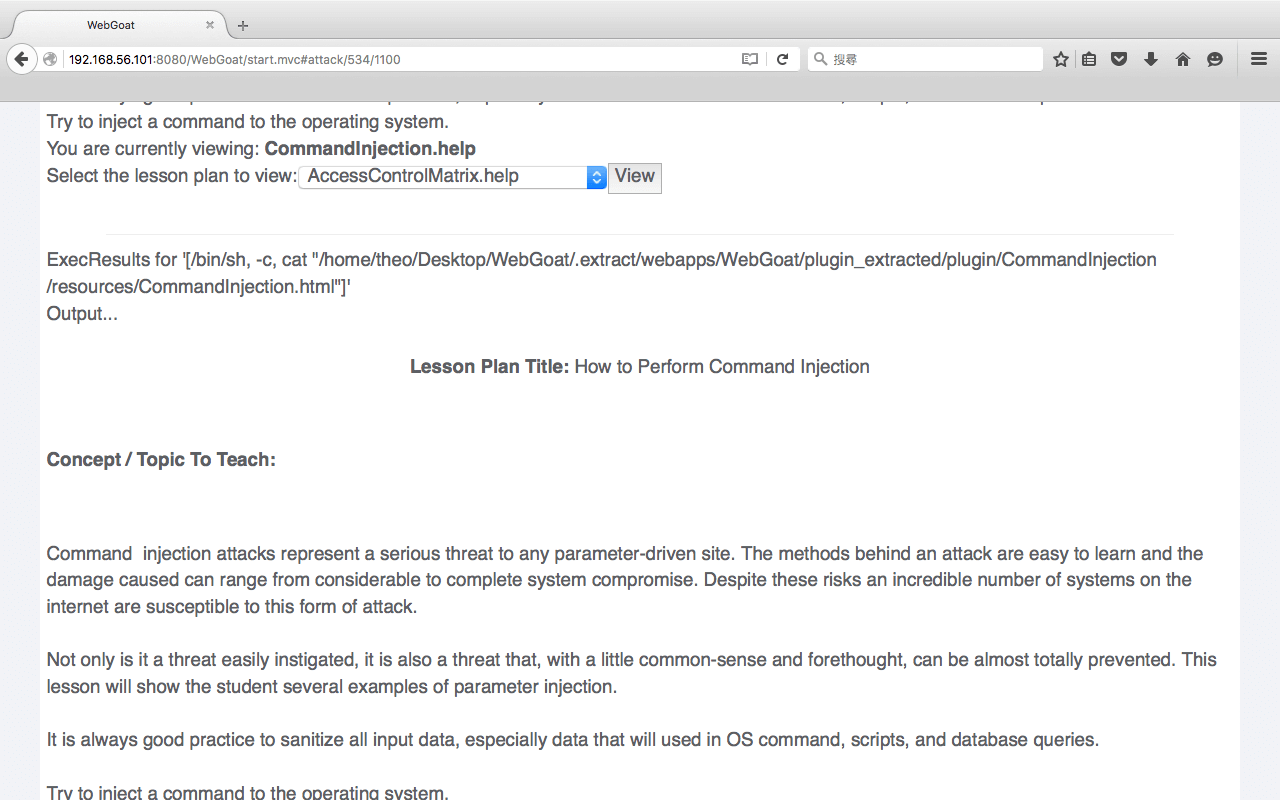 WebGoat
192.168.56.101:8080/WebGoat/start.mvc#attack/534/1100
搜尋
Try to inject a command to the operating system.
You are currently viewing: CommandInjection.help
Select the lesson plan to view: AccessControlMatrix.help View
ExecResults for '[/bin/sh, -c, cat "/home/theo/Desktop/WebGoat/.extract/webapps/WebGoat/plugin_extracted/plugin/CommandInjection
/resources/CommandInjection.html"]'
Output...
Lesson Plan Title: How to Perform Command Injection
Concept / Topic To Teach:
Command  injection attacks represent a serious threat to any parameter-driven site. The methods behind an attack are easy to learn and the
damage caused can range from considerable to complete system compromise. Despite these risks an incredible number of systems on the
internet are susceptible to this form of attack.
Not only is it a threat easily instigated, it is also a threat that, with a little common-sense and forethought, can be almost totally prevented. This
lesson will show the student several examples of parameter injection.
It is always good practice to sanitize all input data, especially data that will used in OS command, scripts, and database queries.
Try to inject a command to the operating system.